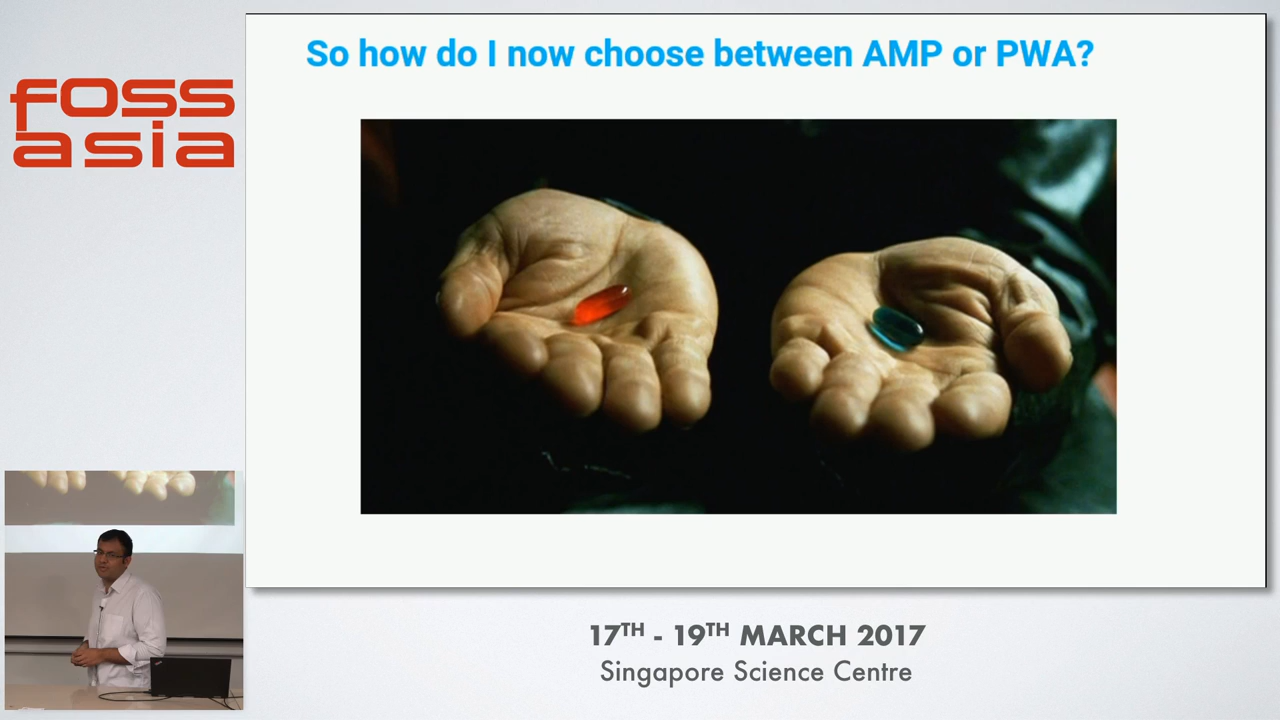 foss
asia
So how do I now choose between AMP or PWA?
17TH - 19TH MARCH 2017
Singapore Science Centre